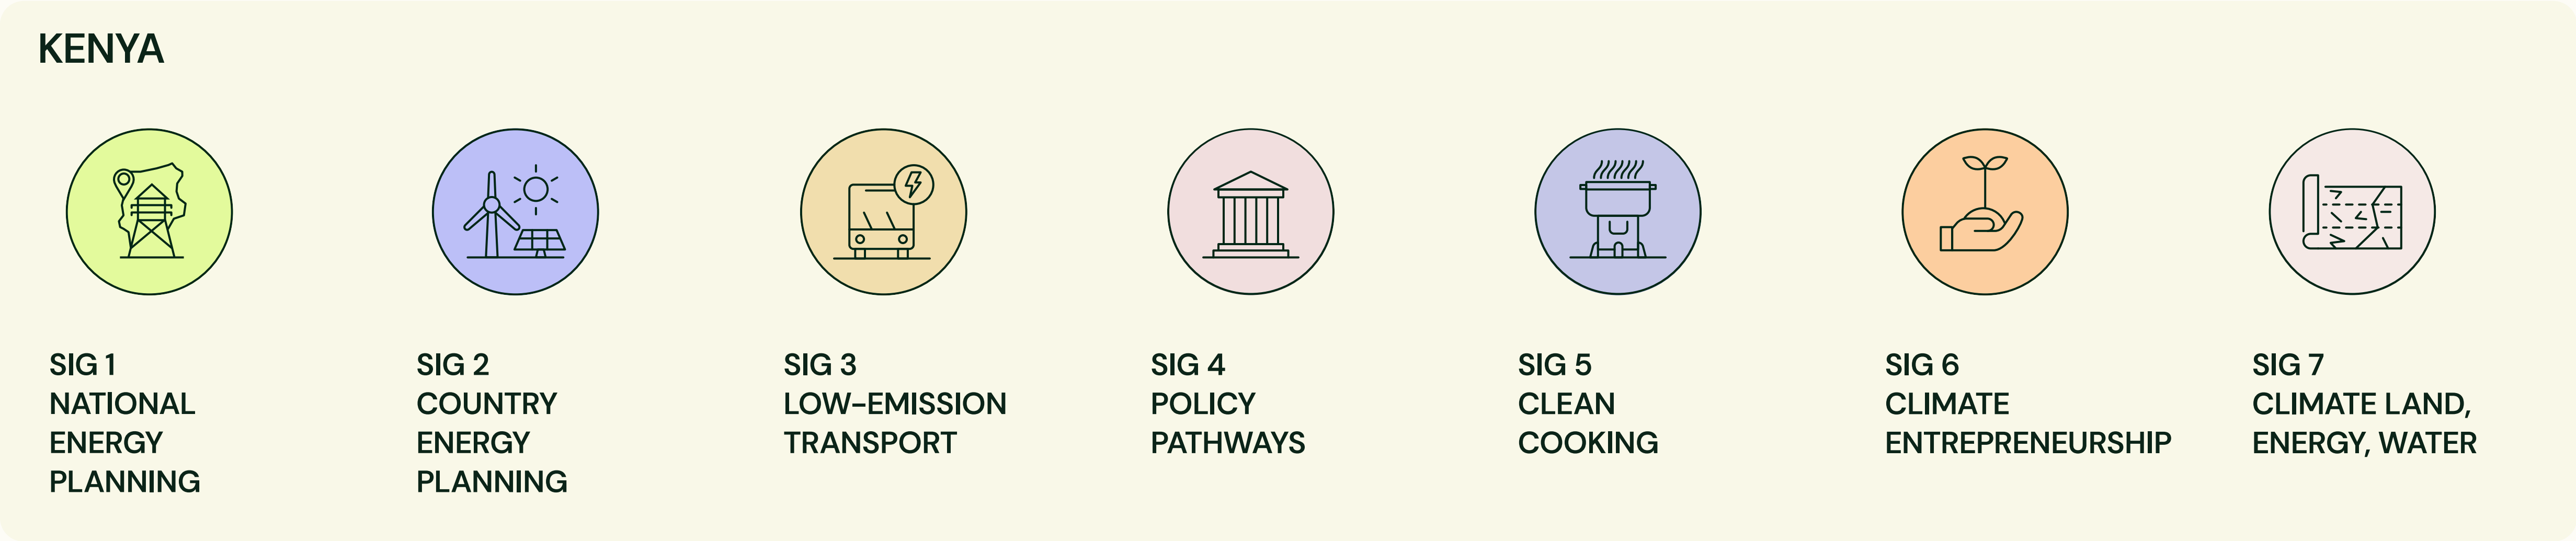 KENYA
SIG 1
NATIONAL
ENERGY
PLANNING
SIG 2
COUNTRY
ENERGY
PLANNING
SIG 3
LOW–EMISSION
TRANSPORT
SIG 4
POLICY
PATHWAYS
SIG 5
CLEAN
COOKING
SIG 6
CLIMATE
ENTREPRENEURSHIP
SIG 7
CLIMATE LAND,
ENERGY, WATER